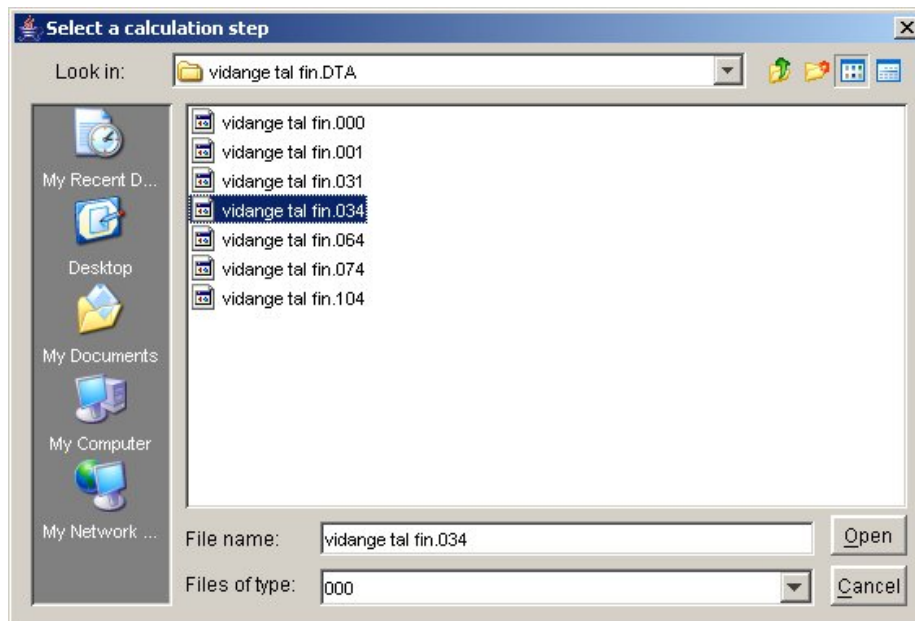 Select a calculation step
Look in:
vidange tal fin.DTA
My Recent D...
Desktop
My Documents
My Computer
My Network ...
vidange tal fin.000
vidange tal fin.001
vidange tal fin.031
vidange tal fin.034
vidange tal fin.064
vidange tal fin.074
vidange tal fin.104
File name:
vidange tal fin.034
Open
Files of type:
000
Cancel